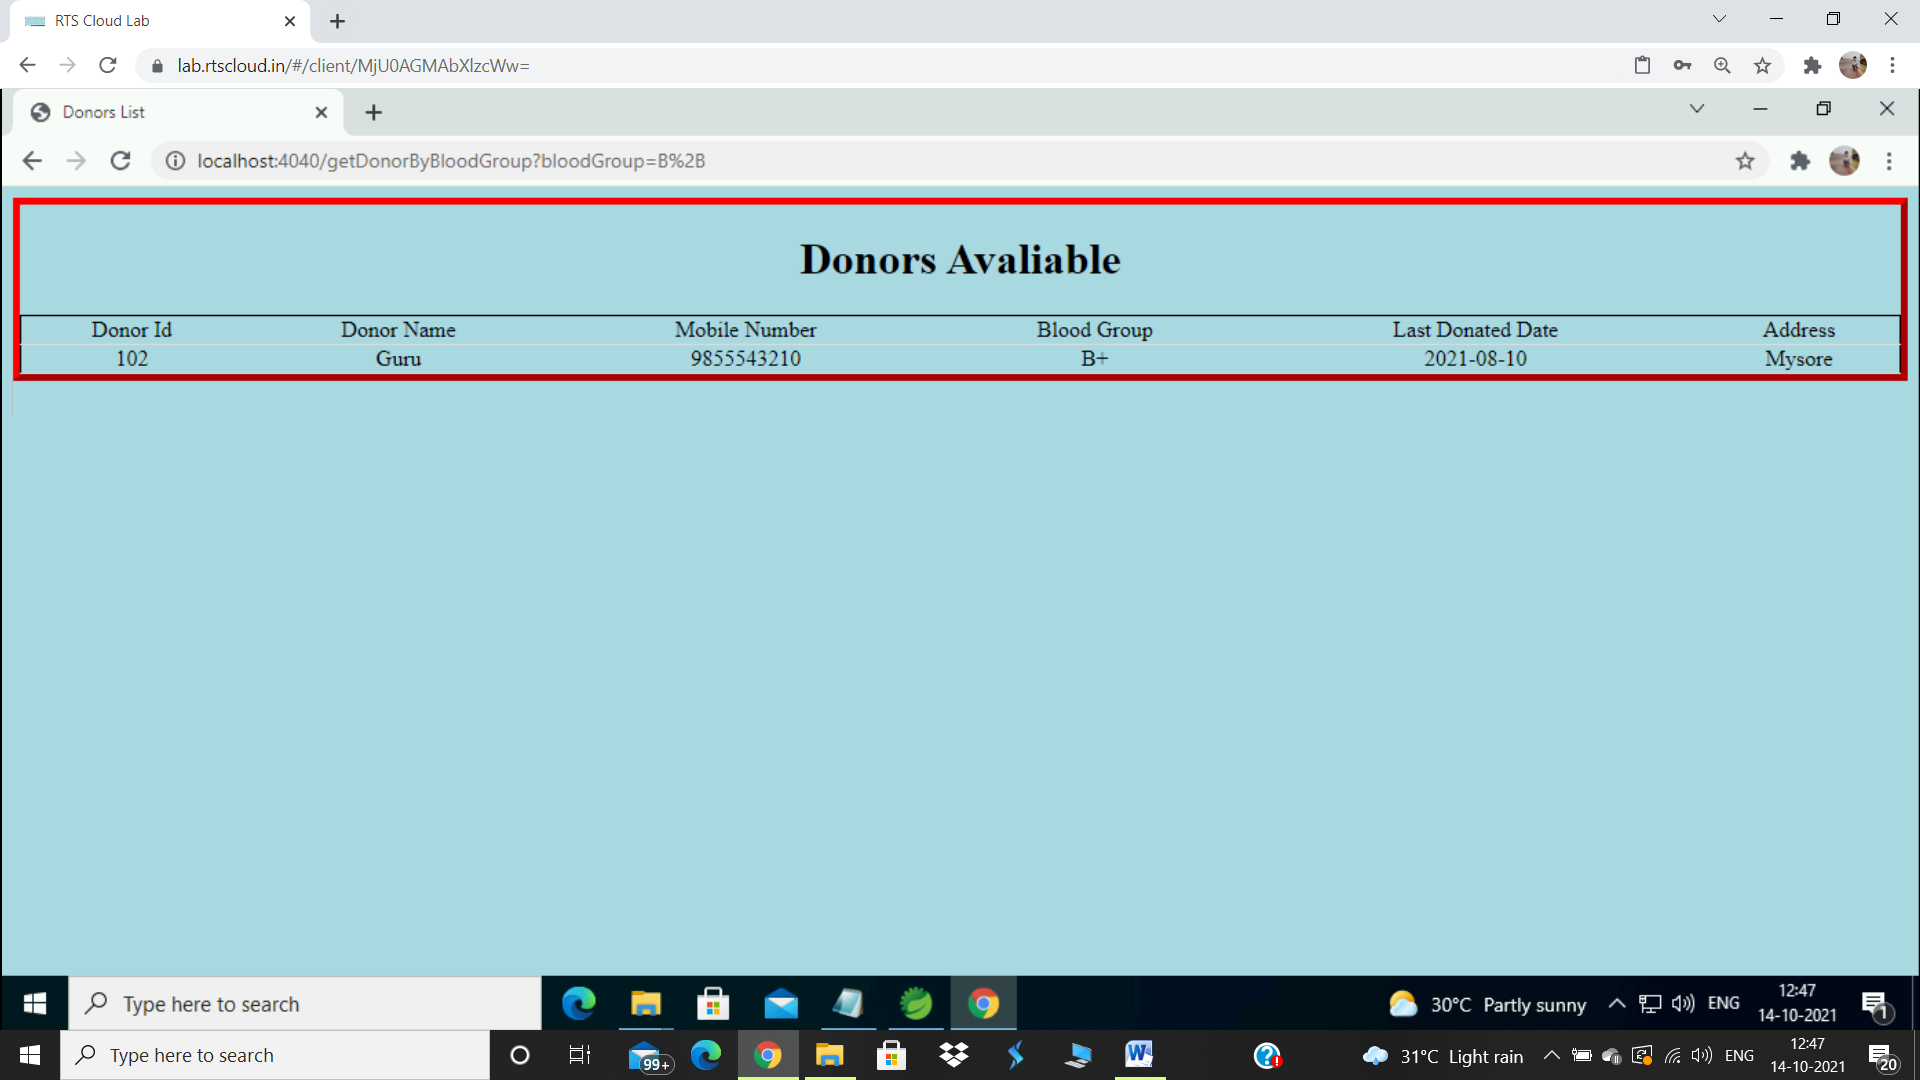 RTS Cloud Lab
lab.rtscloud.in/#/client/MjU0AGMAbXlzcWw=
Donors List
localhost:4040/getDonorByBloodGroup?bloodGroup=B%2B
Donors Avaliable
Donor Id Donor Name Mobile Number Blood Group Last Donated Date Address
102 Guru 9855543210 B+ 2021-08-10 Mysore
Type here to search 30°C Partly sunny ENG 12:47
14-10-2021 1
Type here to search 99+ W 31°C Light rain ENG 12:47
14-10-2021 20